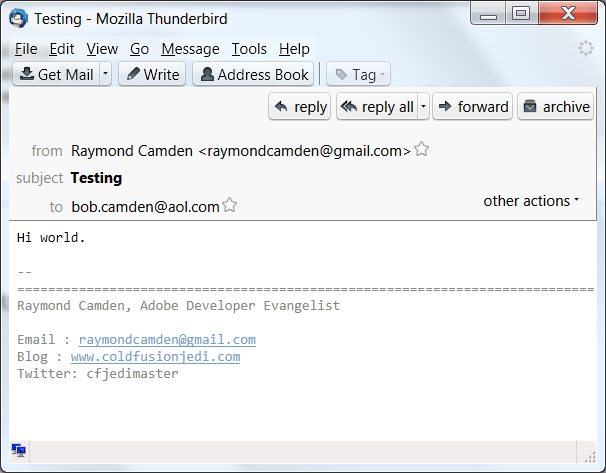 Testing - Mozilla Thunderbird
File Edit View Go Message Tools Help
Get Mail Write Address Book Tag
reply reply all forward archive
from Raymond Camden <raymondcamden@gmail.com>
subject Testing
to bob.camden@aol.com other actions
Hi world.
--
===========================================================================
Raymond Camden, Adobe Developer Evangelist
Email : raymondcamden@gmail.com
Blog : www.coldfusionjedi.com
Twitter: cfjedimaster